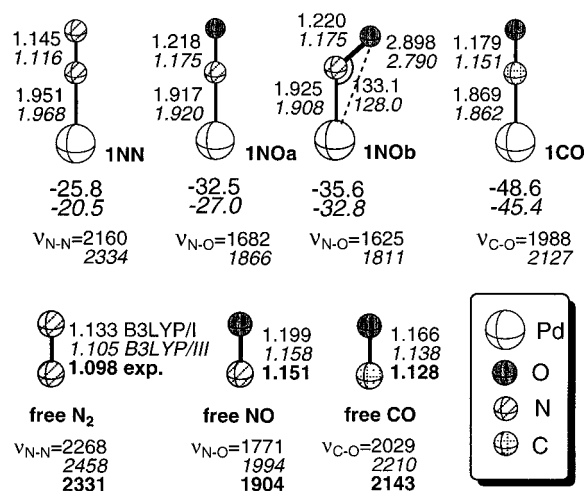 1.145
1.116
1.951
1.968
1NN
-25.8
-20.5
νN-N=2160
2334
1.218
1.175
1.917
1.920
1NOa
-32.5
-27.0
νN-O=1682
1866
1.220
1.175
2.898
2.790
1.925
1.908
133.1
128.0
1NOb
-35.6
-32.8
νN-O=1625
1811
1.179
1.151
1.869
1.862
1CO
-48.6
-45.4
νC-O=1988
2127
1.133 B3LYP/I
1.105 B3LYP/III
1.098 exp.
free N₂
νN-N=2268
2458
2331
1.199
1.158
1.151
free NO
νN-O=1771
1994
1904
1.166
1.138
1.128
free CO
νC-O=2029
2210
2143
Pd
O
N
C